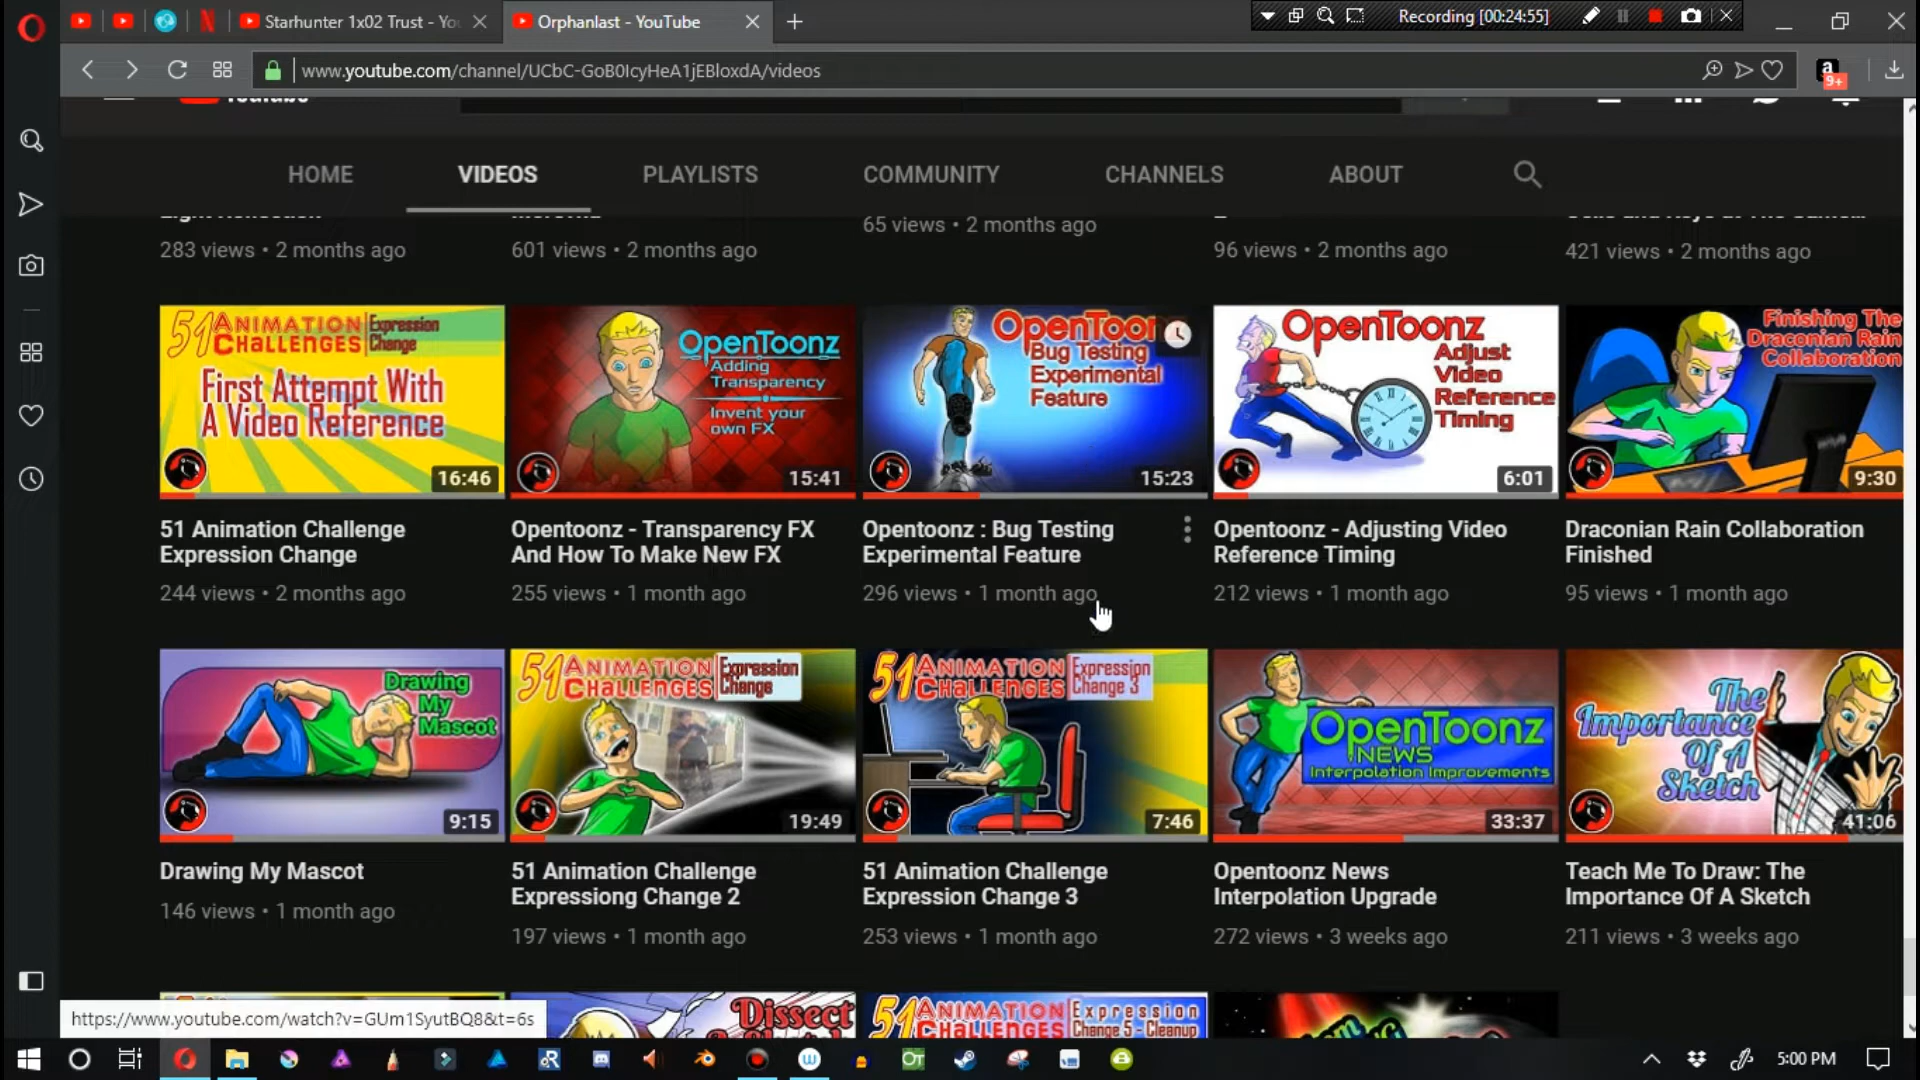 Starhunter 1x02 Trust - Yo
Orphanlast - YouTube
Recording [00:24:55]
www.youtube.com/channel/UCbC-GoB0IcyHeA1jEBloxdA/videos
9+
YouTube
HOME
VIDEOS
PLAYLISTS
COMMUNITY
CHANNELS
ABOUT
283 views • 2 months ago
601 views • 2 months ago
65 views • 2 months ago
96 views • 2 months ago
421 views • 2 months ago
51 ANIMATION CHALLENGES Expression Change
First Attempt With
A Video Reference
16:46
OpenToonz
Adding
Transparency
Invent your
own FX
15:41
OpenToon
Bug Testing
Experimental
Feature
15:23
OpenToonz
Adjust
Video
Reference
Timing
6:01
Finishing The
Draconian Rain
Collaboration
9:30
51 Animation Challenge
Expression Change
244 views • 2 months ago
Opentoonz - Transparency FX
And How To Make New FX
255 views • 1 month ago
Opentoonz : Bug Testing
Experimental Feature
296 views • 1 month ago
Opentoonz - Adjusting Video
Reference Timing
212 views • 1 month ago
Draconian Rain Collaboration
Finished
95 views • 1 month ago
Drawing
My
Mascot
9:15
51 ANIMATION CHALLENGES Expression Change
19:49
51 ANIMATION CHALLENGES Expression Change 3
7:46
OpenToonz
NEWS
Interpolation Improvements
33:37
The
Importance
Of A
Sketch
41:06
Drawing My Mascot
146 views • 1 month ago
51 Animation Challenge
Expressiong Change 2
197 views • 1 month ago
51 Animation Challenge
Expression Change 3
253 views • 1 month ago
Opentoonz News
Interpolation Upgrade
272 views • 3 weeks ago
Teach Me To Draw: The
Importance Of A Sketch
211 views • 3 weeks ago
Dissect
51 ANIMATION CHALLENGES Expression Change 5 - Cleanup
https://www.youtube.com/watch?v=GUm1SyutBQ8&t=6s
OT
5:00 PM